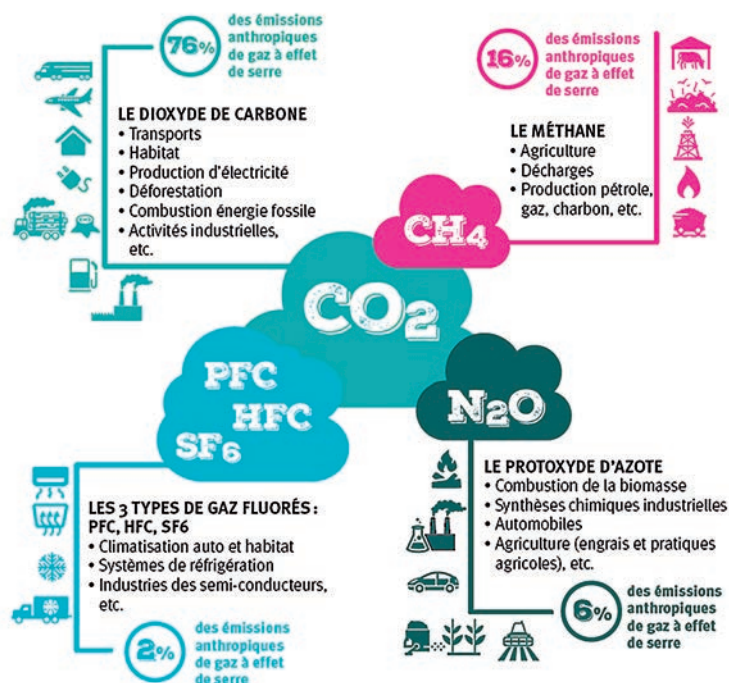 76%
des émissions
anthropiques
de gaz à effet
de serre
LE DIOXYDE DE CARBONE
• Transports
• Habitat
• Production d'électricité
• Déforestation
• Combustion énergie fossile
• Activités industrielles,
etc.
16%
des émissions
anthropiques
de gaz à effet
de serre
LE MÉTHANE
• Agriculture
• Décharges
• Production pétrole,
gaz, charbon, etc.
CH4
CO2
PFC
HFC
SF6
N2O
LES 3 TYPES DE GAZ FLUORÉS :
PFC, HFC, SF6
• Climatisation auto et habitat
• Systèmes de réfrigération
• Industries des semi-conducteurs,
etc.
2%
des émissions
anthropiques
de gaz à effet
de serre
LE PROTOXYDE D'AZOTE
• Combustion de la biomasse
• Synthèses chimiques industrielles
• Automobiles
• Agriculture (engrais et pratiques
agricoles), etc.
6%
des émissions
anthropiques
de gaz à effet
de serre